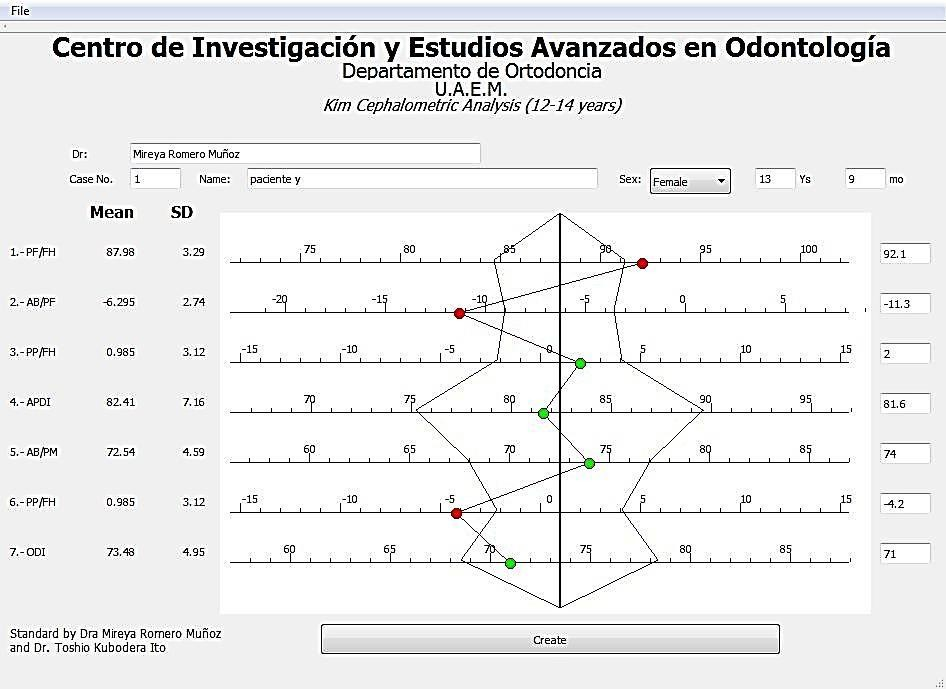 File
Centro de Investigación y Estudios Avanzados en Odontología
Departamento de Ortodoncia
U.A.E.M.
Kim Cephalometric Analysis (12-14 years)
Dr: Mireya Romero Muñoz
Case No. 1 Name: paciente y Sex: Female 13 Ys 9 mo
Mean SD
1.-PF/FH 87.98 3.29 75 80 85 90 95 100 92.1
2.-AB/PF -6.295 2.74 -20 -15 -10 -5 0 5 -11.3
3.-PP/FH 0.985 3.12 -15 -10 -5 0 5 10 15 2
4.-APDI 82.41 7.16 70 75 80 85 90 95 81.6
5.-AB/PM 72.54 4.59 60 65 70 75 80 85 74
6.-PP/FH 0.985 3.12 -15 -10 -5 0 5 10 15 -4.2
7.-ODI 73.48 4.95 60 65 70 75 80 85 71
Standard by Dra Mireya Romero Muñoz
and Dr. Toshio Kubodera Ito
Create